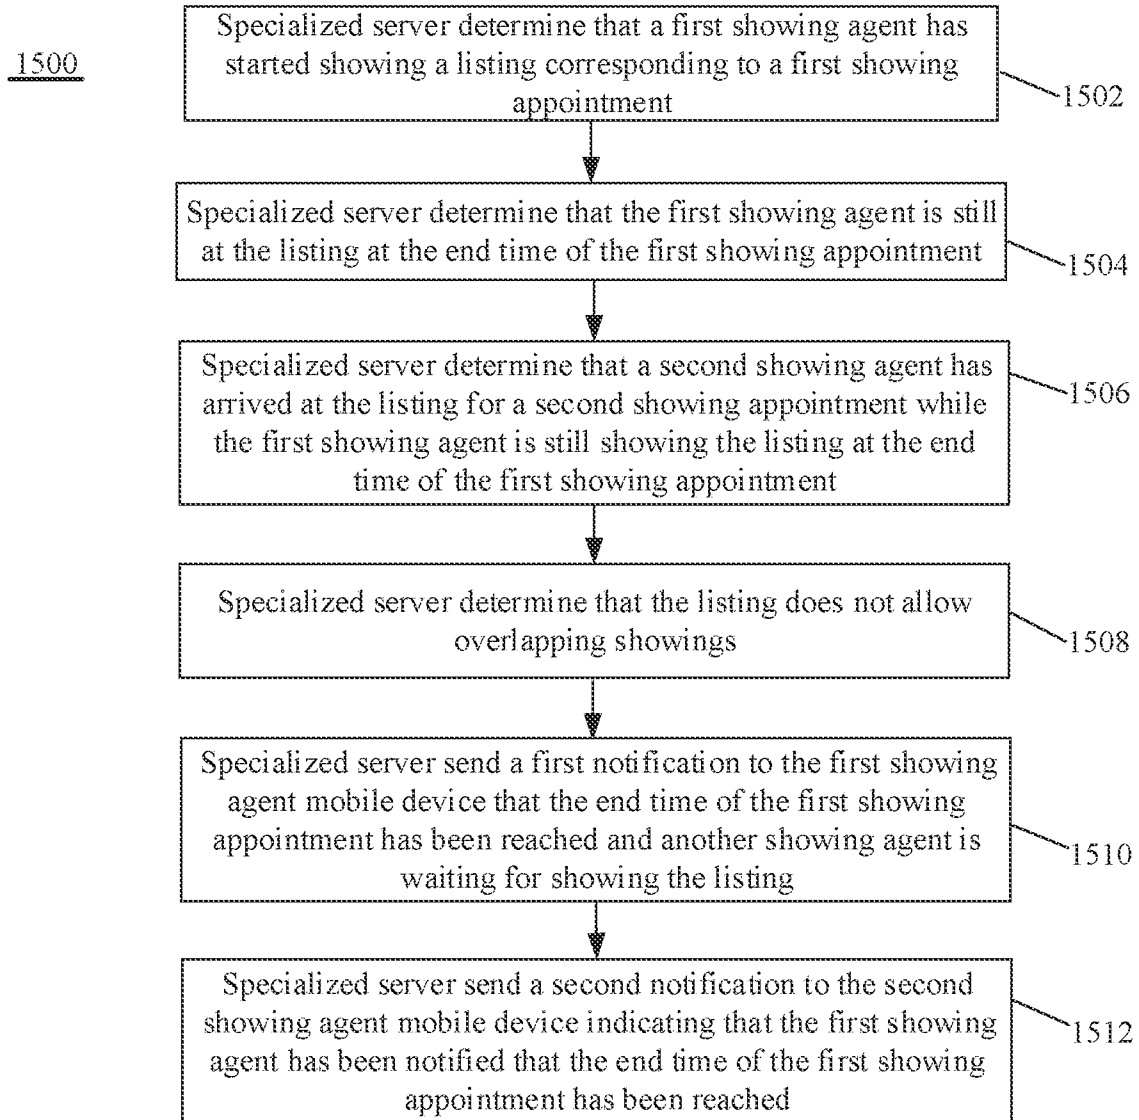 1500
Specialized server determine that a first showing agent has
started showing a listing corresponding to a first showing
appointment
1502
Specialized server determine that the first showing agent is still
at the listing at the end time of the first showing appointment
1504
Specialized server determine that a second showing agent has
arrived at the listing for a second showing appointment while
the first showing agent is still showing the listing at the end
time of the first showing appointment
1506
Specialized server determine that the listing does not allow
overlapping showings
1508
Specialized server send a first notification to the first showing
agent mobile device that the end time of the first showing
appointment has been reached and another showing agent is
waiting for showing the listing
1510
Specialized server send a second notification to the second
showing agent mobile device indicating that the first showing
agent has been notified that the end time of the first showing
appointment has been reached
1512